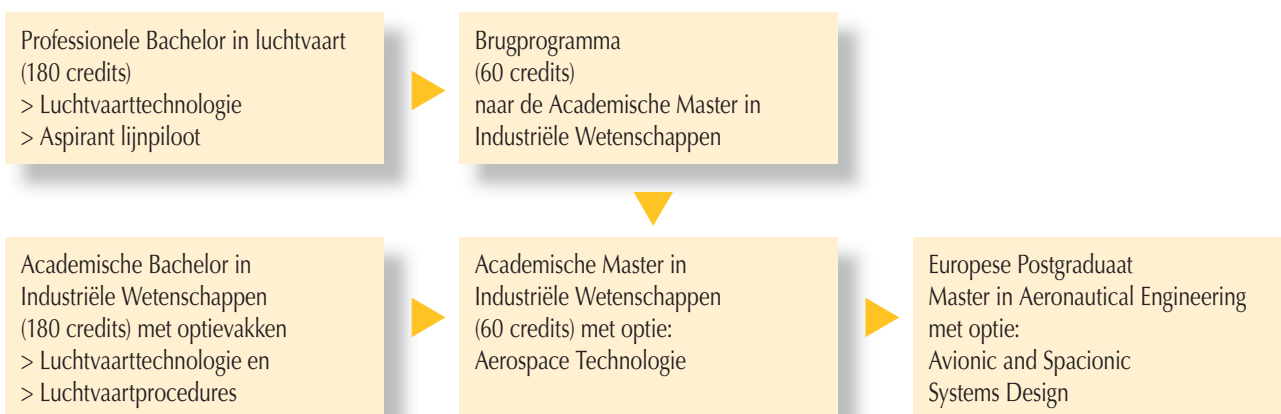 Professionele Bachelor in luchtvaart
(180 credits)
> Luchtvaarttechnologie
> Aspirant lijnpiloot
Brugprogramma
(60 credits)
naar de Academische Master in
Industriële Wetenschappen
Academische Bachelor in
Industriële Wetenschappen
(180 credits) met optievakken
> Luchtvaarttechnologie en
> Luchtvaartprocedures
Academische Master in
Industriële Wetenschappen
(60 credits) met optie:
Aerospace Technologie
Europese Postgraduaat
Master in Aeronautical Engineering
met optie:
Avionic and Spacionic
Systems Design